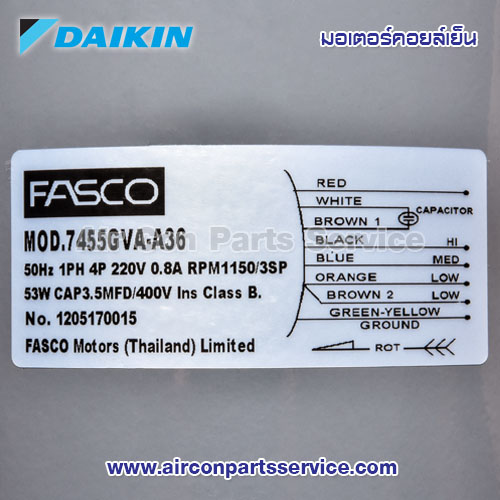 DAIKIN
มอเตอร์คอยล์เย็น
FASCO
MOD.7455GVA-A36
50Hz 1PH 4P 220V 0.8A RPM1150/3SP
53W CAP3.5MFD/400V Ins Class B.
No. 1205170015
FASCO Motors (Thailand) Limited
RED
WHITE
BROWN 1
CAPACITOR
BLACK HI
BLUE MED
ORANGE LOW
BROWN 2 LOW
GREEN-YELLOW
GROUND
ROT
Parts Service
www.airconpartsservice.com